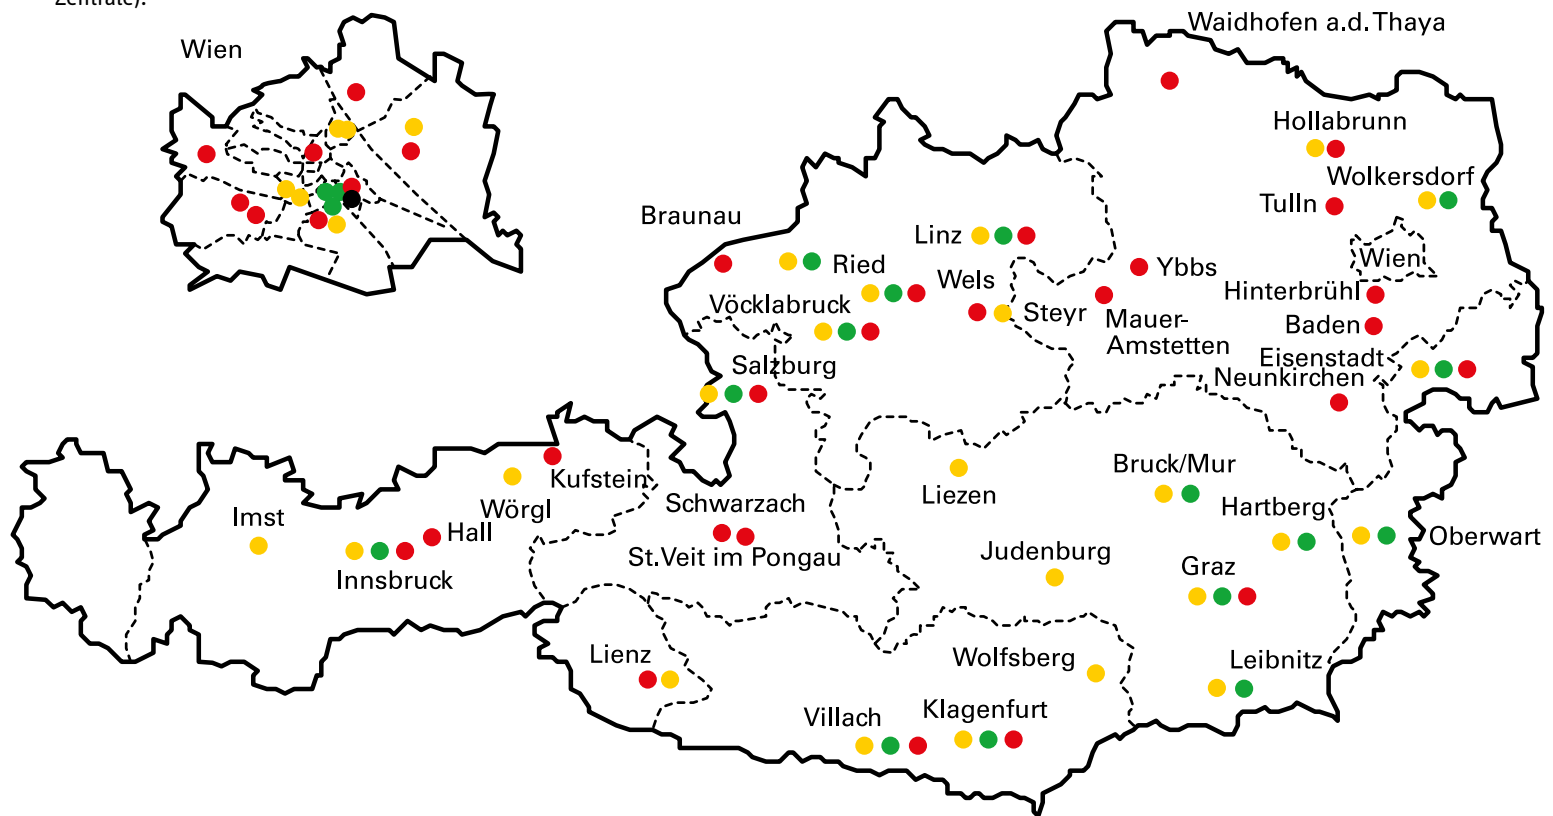 Zentrale).
Wien
Waidhofen a.d.Thaya
Hollabrunn
Wolkersdorf
Tulln
Braunau
Linz
Wien
Ried
Ybbs
Wels
Hinterbrühl
Vöcklabruck
Steyr
Mauer-
Amstetten
Baden
Eisenstadt
Salzburg
Neunkirchen
Bruck/Mur
Kufstein
Liezen
Schwarzach
Wörgl
Hartberg
Imst
Hall
Oberwart
St.Veit im Pongau
Judenburg
Innsbruck
Graz
Lienz
Wolfsberg
Leibnitz
Villach
Klagenfurt